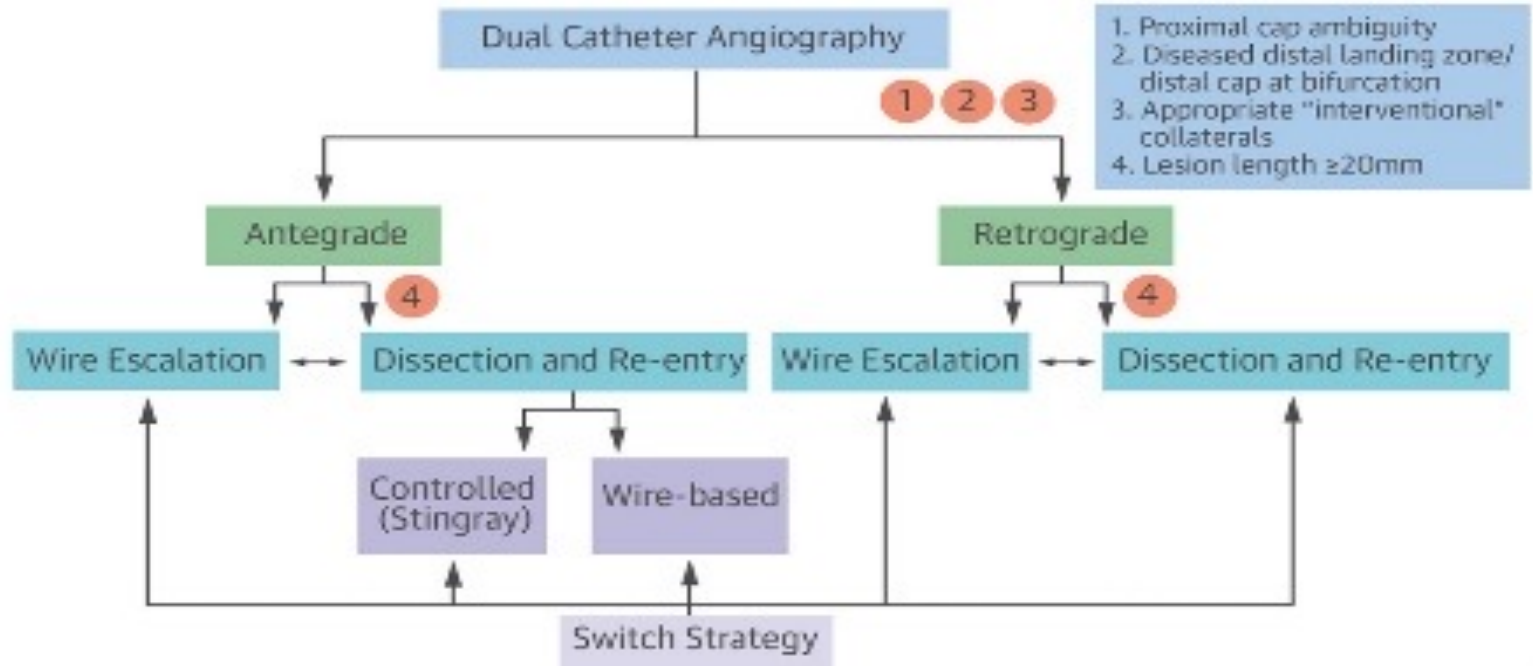 Dual Catheter Angiography
1. Proximal cap ambiguity
2. Diseased distal landing zone/
distal cap at bifurcation
3. Appropriate "interventional"
collaterals
4. Lesion length ≥20mm
1 2 3
Antegrade
Retrograde
4
4
Wire Escalation
Dissection and Re-entry
Wire Escalation
Dissection and Re-entry
Controlled
(Stingray)
Wire-based
Switch Strategy